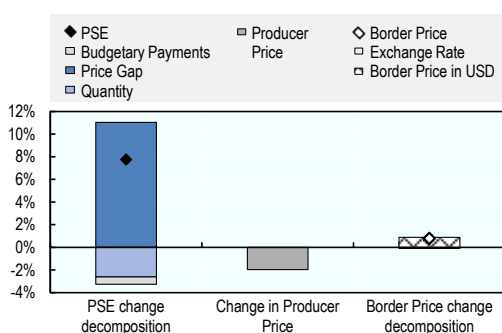 PSE
Budgetary Payments
Price Gap
Quantity
Producer
Price
Border Price
Exchange Rate
Border Price in USD
12%
10%
8%
6%
4%
2%
0%
-2%
-4%
PSE change
decomposition
Change in Producer
Price
Border Price change
decomposition